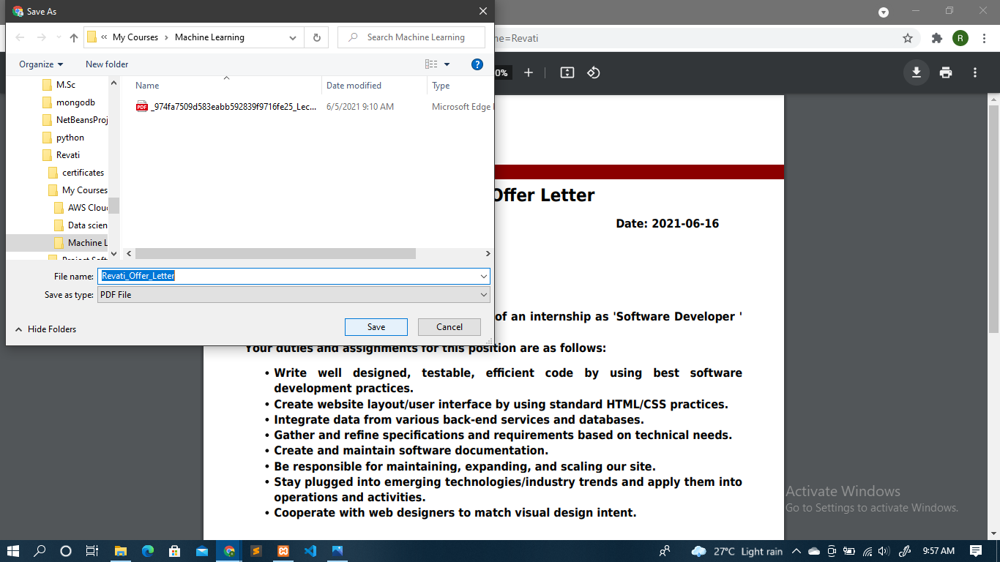 Save As
« My Courses › Machine Learning
Search Machine Learning
me=Revati
R
Organize
New folder
?
0%
Name
Date modified
Type
M.Sc
mongodb
NetBeansProj
python
Revati
certificates
My Courses
AWS Clou
Data scien
Machine L
PDF
_974fa7509d583eabb592839f9716fe25_Lec...
6/5/2021 9:10 AM
Microsoft Edge
File name:
Revati_Offer_Letter
Save as type:
PDF File
Hide Folders
Save
Cancel
Offer Letter
Date: 2021-06-16
of an internship as 'Software Developer '
Your duties and assignments for this position are as follows:
• Write well designed, testable, efficient code by using best software
development practices.
• Create website layout/user interface by using standard HTML/CSS practices.
• Integrate data from various back-end services and databases.
• Gather and refine specifications and requirements based on technical needs.
• Create and maintain software documentation.
• Be responsible for maintaining, expanding, and scaling our site.
• Stay plugged into emerging technologies/industry trends and apply them into
operations and activities.
• Cooperate with web designers to match visual design intent.
Activate Windows
Go to Settings to activate Windows.
27°C Light rain
9:57 AM